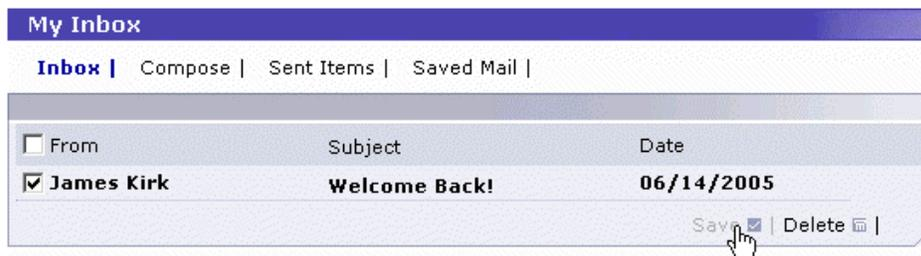 My Inbox
Inbox | Compose | Sent Items | Saved Mail |
From Subject Date
James Kirk Welcome Back! 06/14/2005
Save | Delete |